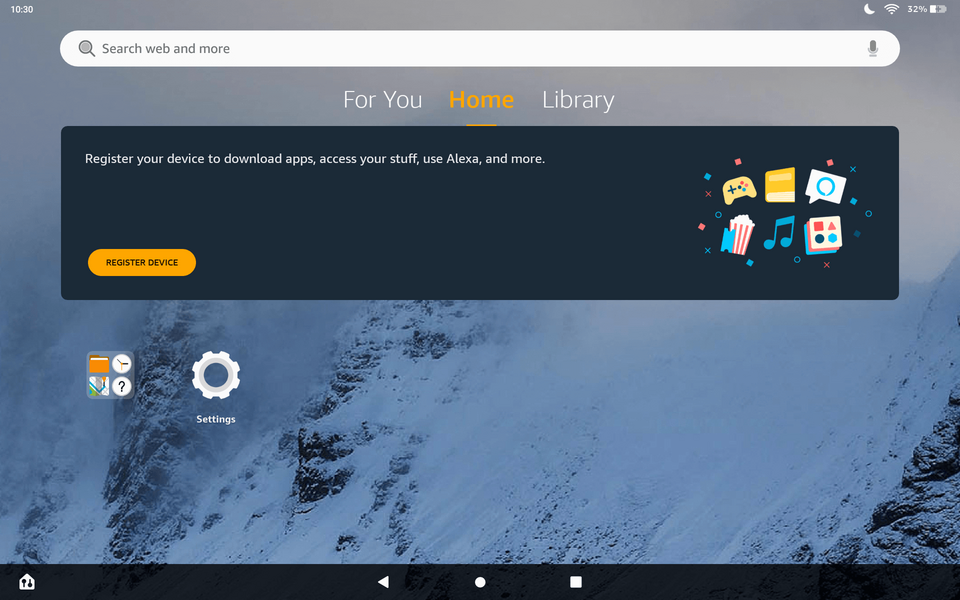 10:30
32%
Search web and more
For You Home Library
Register your device to download apps, access your stuff, use Alexa, and more.
REGISTER DEVICE
?
Settings